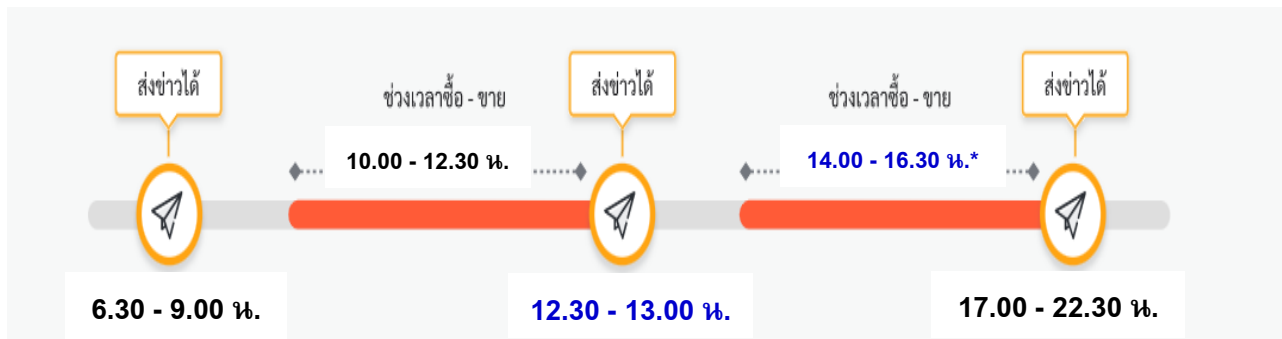 ส่งข่าวได้
ช่วงเวลาซื้อ - ขาย
ส่งข่าวได้
ช่วงเวลาซื้อ - ขาย
ส่งข่าวได้
10.00 - 12.30 น.
14.00 - 16.30 น.*
6.30 - 9.00 น.
12.30 - 13.00 น.
17.00 - 22.30 น.